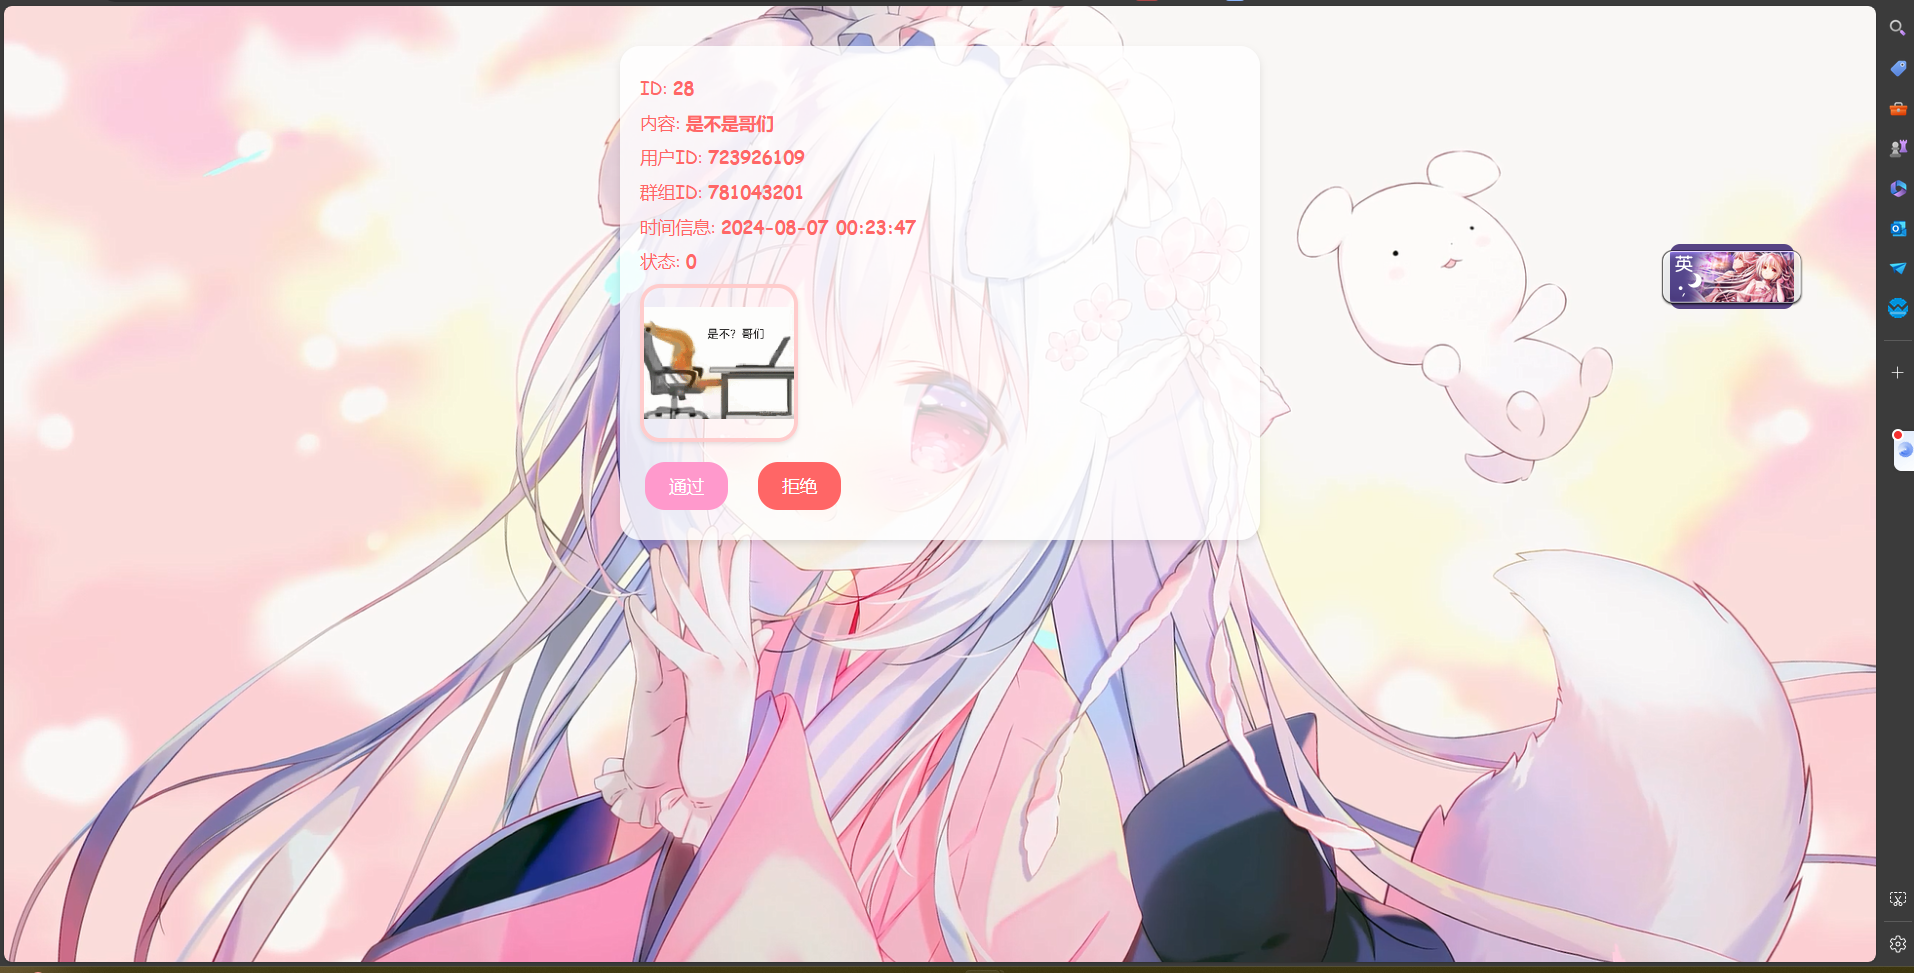 ID: 28
内容: 是不是哥们
用户ID: 723926109
群组ID: 781043201
时间信息: 2024-08-07 00:23:47
状态: 0
是不? 哥们
通过 拒绝
英